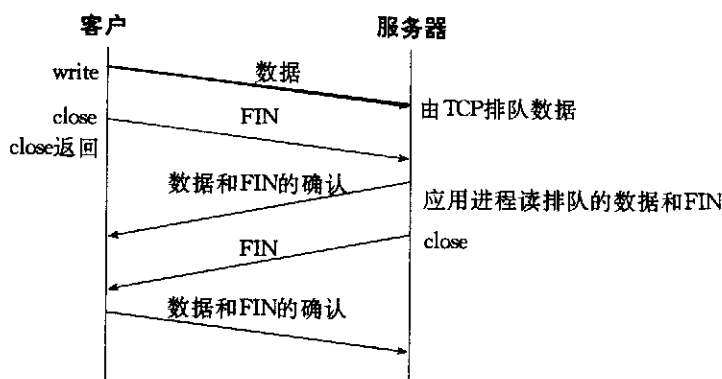 客户
服务器
write
数据
由TCP排队数据
close
FIN
close返回
数据和FIN的确认
应用进程读排队的数据和FIN
close
FIN
数据和FIN的确认